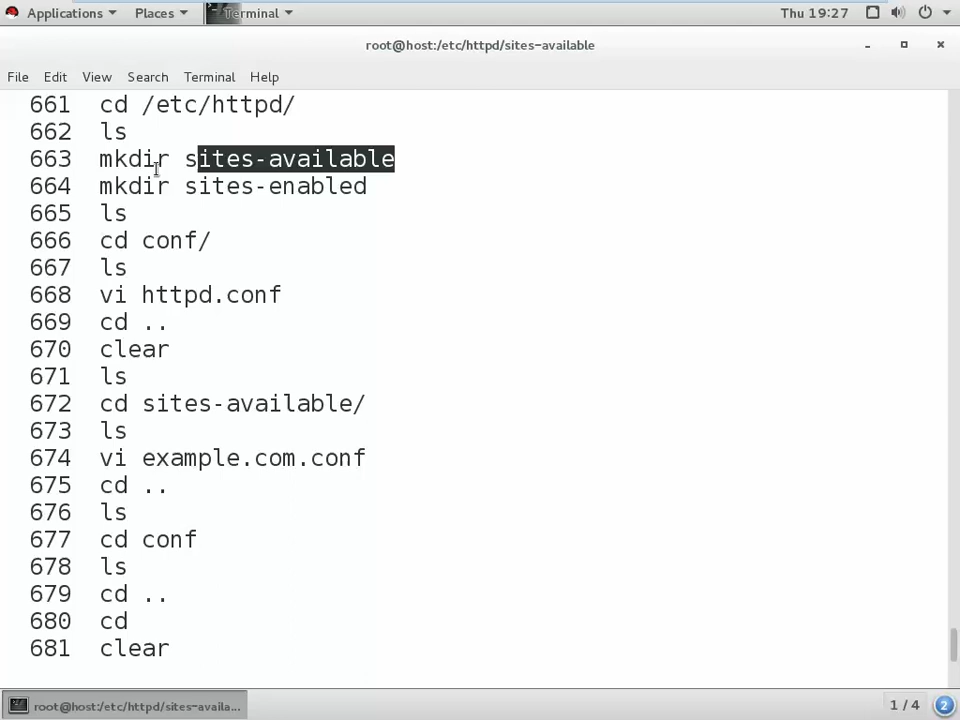 Applications Places Terminal Thu 19:27
root@host:/etc/httpd/sites-available
File Edit View Search Terminal Help
661 cd /etc/httpd/
662 ls
663 mkdir sites-available
664 mkdir sites-enabled
665 ls
666 cd conf/
667 ls
668 vi httpd.conf
669 cd ..
670 clear
671 ls
672 cd sites-available/
673 ls
674 vi example.com.conf
675 cd ..
676 ls
677 cd conf
678 ls
679 cd ..
680 cd
681 clear
root@host:/etc/httpd/sites-availa... 1 / 4 2